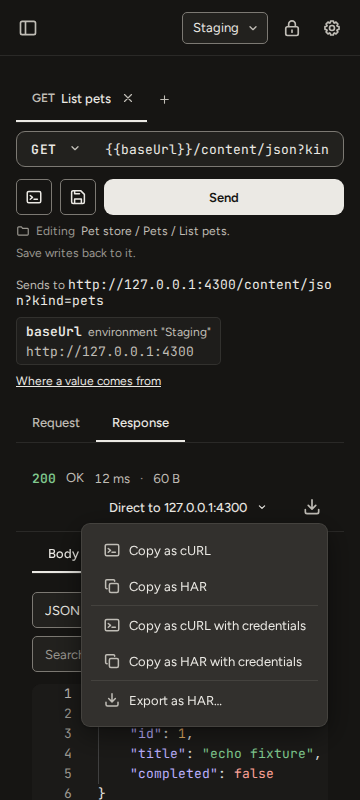 Staging
GET List pets
GET {{baseUrl}}/content/json?kin
Send
Editing Pet store / Pets / List pets.
Save writes back to it.
Sends to http://127.0.0.1:4300/content/jso
n?kind=pets
baseUrl environment "Staging"
http://127.0.0.1:4300
Where a value comes from
Request Response
200 OK 12 ms · 60 B
Direct to 127.0.0.1:4300
Body
Copy as cURL
Copy as HAR
JSON
Copy as cURL with credentials
Search
Copy as HAR with credentials
Export as HAR...
1
2
3 "id": 1,
4 "title": "echo fixture",
5 "completed": false
6 }